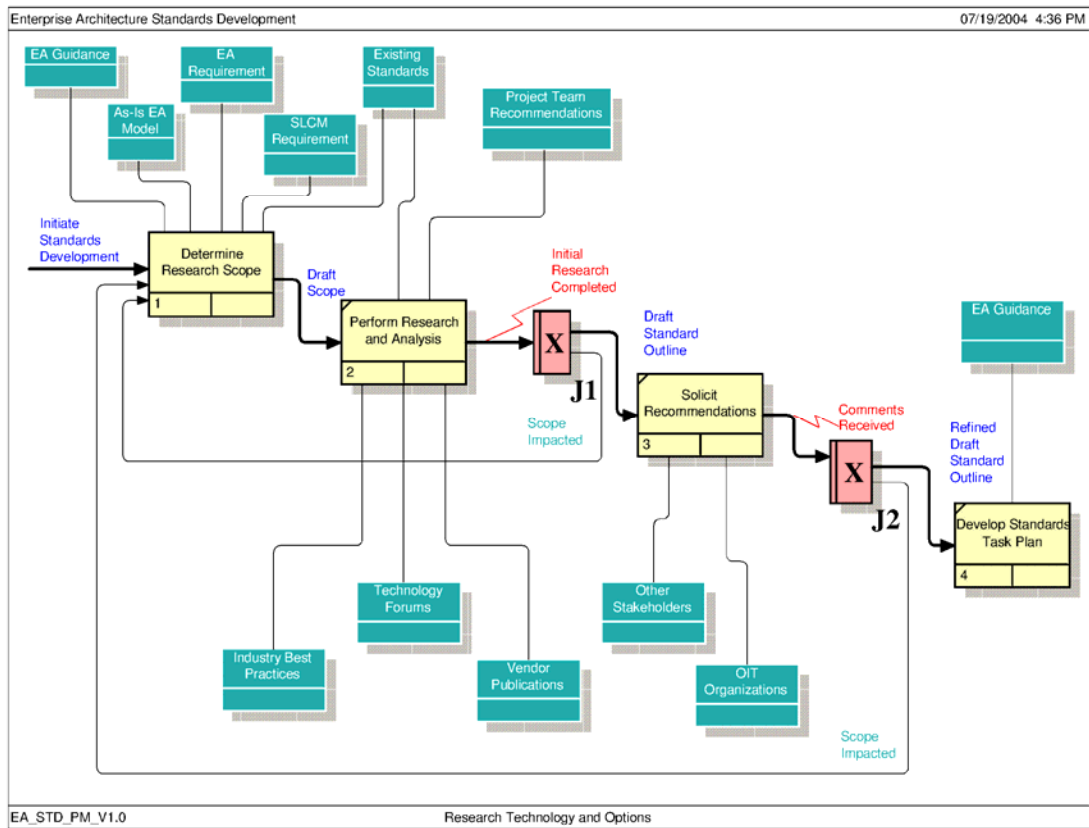 Enterprise Architecture Standards Development
07/19/2004 4:36 PM
EA Guidance
EA
Requirement
Existing
Standards
As-Is EA
Model
SLCM
Requirement
Project Team
Recommendations
Initiate
Standards
Development
Determine
Research Scope
1
Draft
Scope
Perform Research
and Analysis
2
Initial
Research
Completed
X
J1
Scope
Impacted
Draft
Standard
Outline
Solicit
Recommendations
3
Comments
Received
X
J2
Refined
Draft
Standard
Outline
EA Guidance
Develop Standards
Task Plan
4
Technology
Forums
Other
Stakeholders
Industry Best
Practices
Vendor
Publications
OIT
Organizations
Scope
Impacted
EA_STD_PM_V1.0
Research Technology and Options